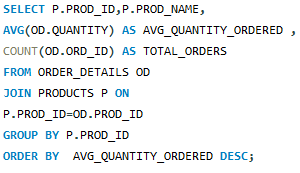 SELECT P.PROD_ID,P.PROD_NAME,
AVG(OD.QUANTITY) AS AVG_QUANTITY_ORDERED ,
COUNT(OD.ORD_ID) AS TOTAL_ORDERS
FROM ORDER_DETAILS OD
JOIN PRODUCTS P ON
P.PROD_ID=OD.PROD_ID
GROUP BY P.PROD_ID
ORDER BY  AVG_QUANTITY_ORDERED DESC;